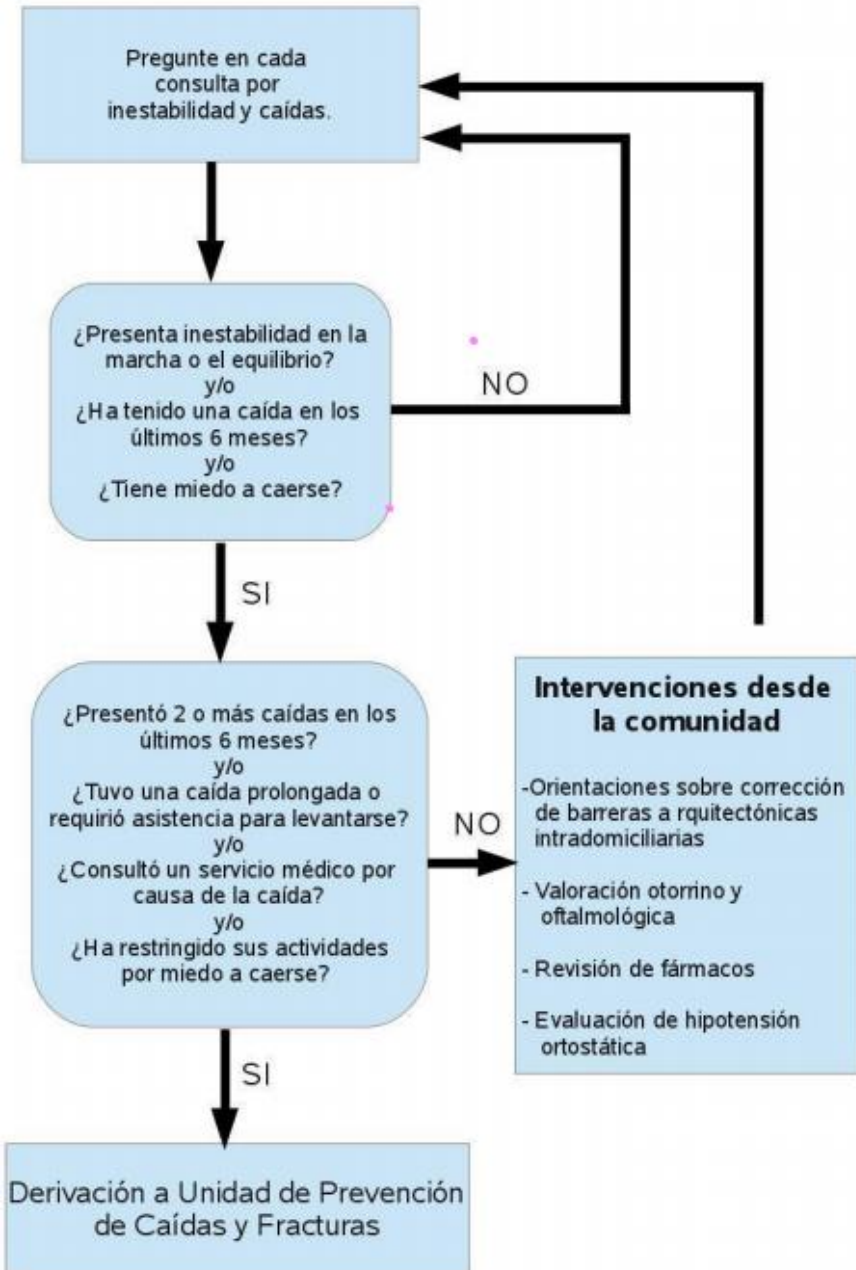 Pregunte en cada
consulta por
inestabilidad y caídas.
¿Presenta inestabilidad en la
marcha o el equilibrio?
y/o
¿Ha tenido una caída en los
últimos 6 meses?
y/o
¿Tiene miedo a caerse?
NO
SI
¿Presentó 2 o más caídas en los
últimos 6 meses?
y/o
¿Tuvo una caída prolongada o
requirió asistencia para levantarse?
y/o
¿Consultó un servicio médico por
causa de la caída?
y/o
¿Ha restringido sus actividades
por miedo a caerse?
NO
Intervenciones desde
la comunidad
-Orientaciones sobre corrección
de barreras a rquitectónicas
intradomiciliarias
- Valoración otorrino y
oftalmológica
- Revisión de fármacos
- Evaluación de hipotensión
ortostática
SI
Derivación a Unidad de Prevención
de Caídas y Fracturas